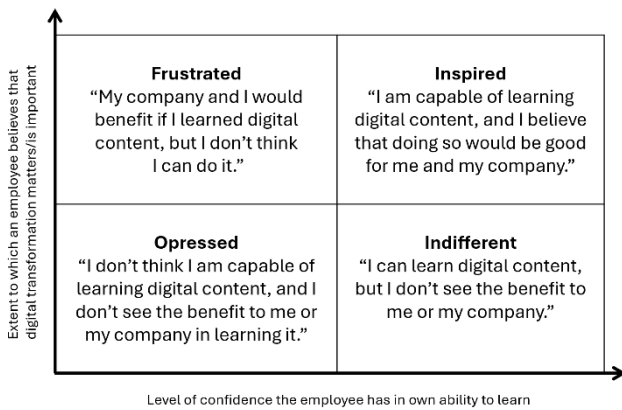 Extent to which an employee believes that
digital transformation matters/is important
Frustrated
“My company and I would
benefit if I learned digital
content, but I don’t think
I can do it.”
Inspired
“I am capable of learning
digital content, and I believe
that doing so would be good
for me and my company.”
Opressed
“I don’t think I am capable of
learning digital content, and I
don’t see the benefit to me or
my company in learning it.”
Indifferent
“I can learn digital content,
but I don’t see the benefit to
me or my company.”
Level of confidence the employee has in own ability to learn